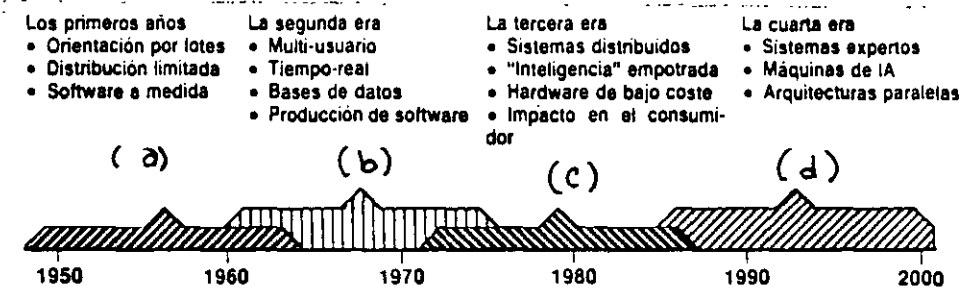 Los primeros años
• Orientación por lotes
• Distribución limitada
• Software a medida
La segunda era
• Multi-usuario
• Tiempo-real
• Bases de datos
• Producción de software
La tercera era
• Sistemas distribuidos
• "Inteligencia" empotrada
• Hardware de bajo coste
• Impacto en el consumi-
dor
La cuarta era
• Sistemas expertos
• Máquinas de IA
• Arquitecturas paralelas
(a)
(b)
(c)
(d)
1950 1960 1970 1980 1990 2000